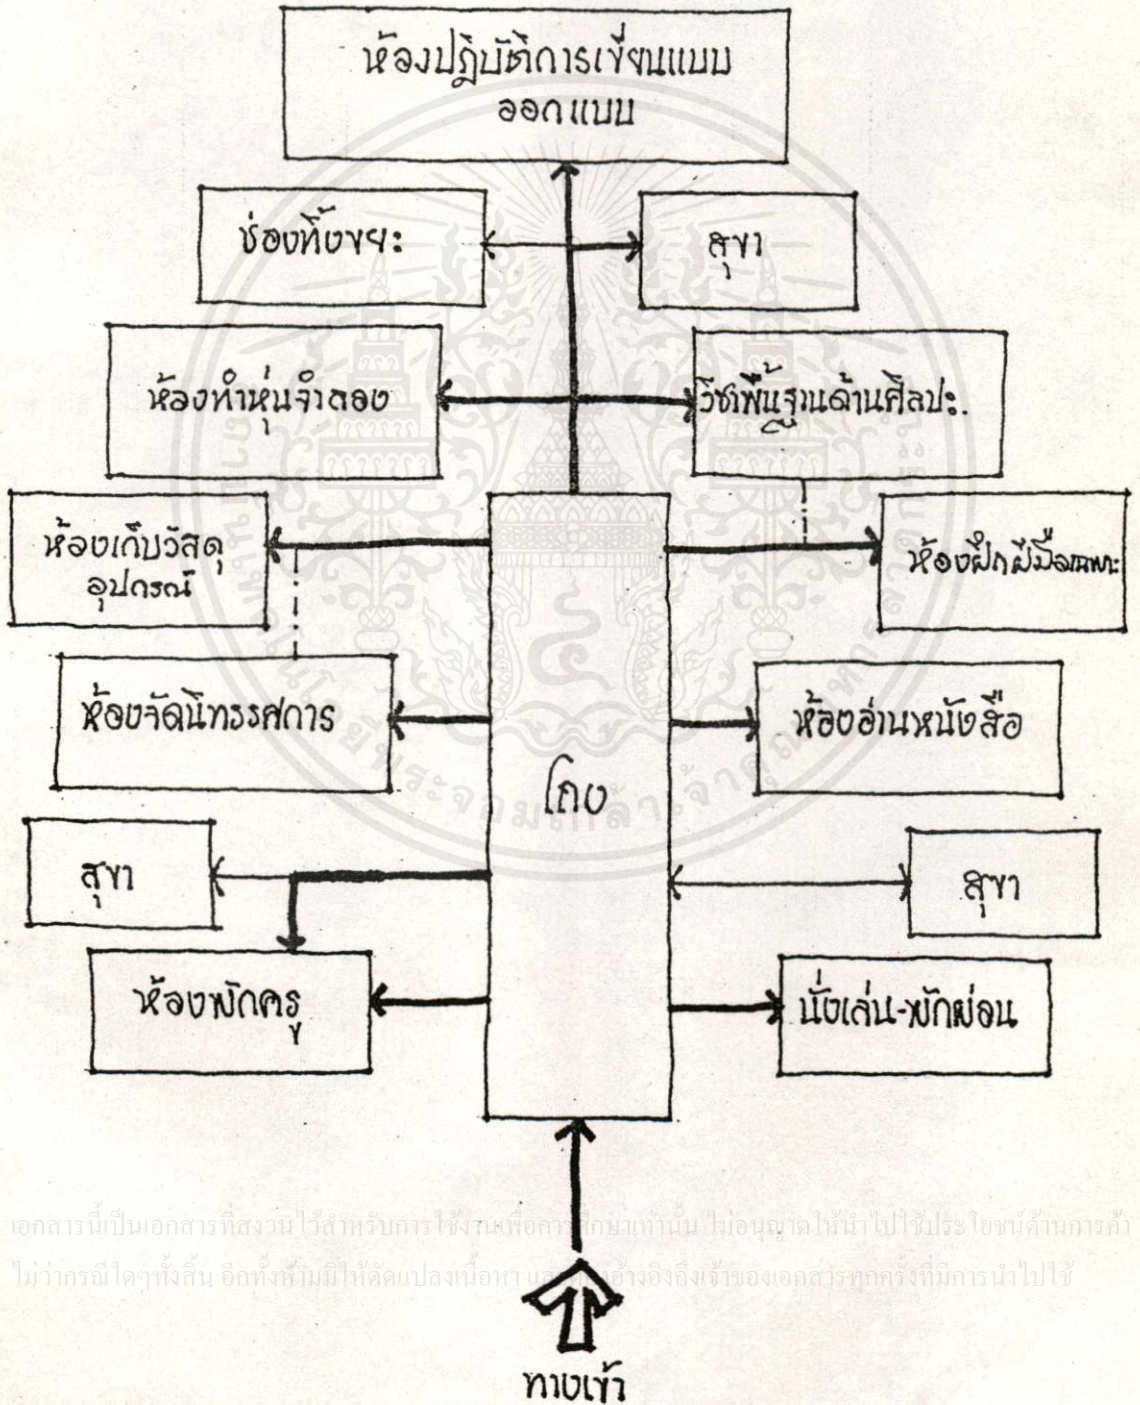 ห้องปฏิบัติการเขียนแบบ
ออกแบบ
ช่องทิ้งขยะ
สุขา
ห้องทำหุ่นจำลอง
วิชาพื้นฐานด้านศิลปะ.
ห้องเก็บวัสดุ
อุปกรณ์
ห้องฝึกฝีมือเฉพาะ
ห้องจัดนิทรรศการ
ห้องอ่านหนังสือ
โถง
สุขา
สุขา
ห้องพักครู
นั่งเล่น-พักผ่อน
เอกสารนี้เป็นเอกสารที่สงวนไว้สำหรับการใช้งานเพื่อการศึกษาเท่านั้น ไม่อนุญาตให้นำไปใช้ประโยชน์ด้านการค้า
ไม่ว่ากรณีใดๆทั้งสิ้น อีกทั้งห้ามมิให้ดัดแปลงเนื้อหา และต้องอ้างอิงถึงเจ้าของเอกสารทุกครั้งที่มีการนำไปใช้
ทางเข้า